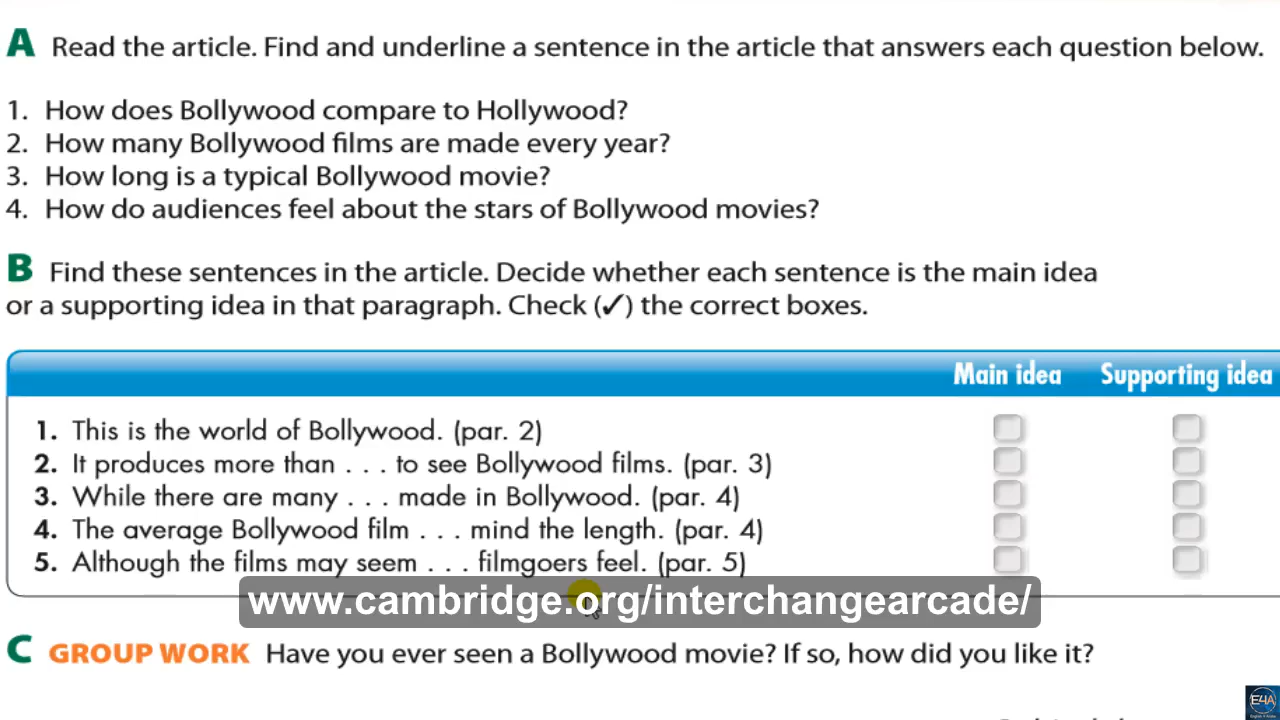 A Read the article. Find and underline a sentence in the article that answers each question below.
1. How does Bollywood compare to Hollywood?
2. How many Bollywood films are made every year?
3. How long is a typical Bollywood movie?
4. How do audiences feel about the stars of Bollywood movies?
B Find these sentences in the article. Decide whether each sentence is the main idea
or a supporting idea in that paragraph. Check (✓) the correct boxes.
Main idea Supporting idea
1. This is the world of Bollywood. (par. 2)
2. It produces more than . . . to see Bollywood films. (par. 3)
3. While there are many . . . made in Bollywood. (par. 4)
4. The average Bollywood film . . . mind the length. (par. 4)
5. Although the films may seem . . . filmgoers feel. (par. 5)
www.cambridge.org/interchangearcade/
C GROUP WORK Have you ever seen a Bollywood movie? If so, how did you like it?
E4A